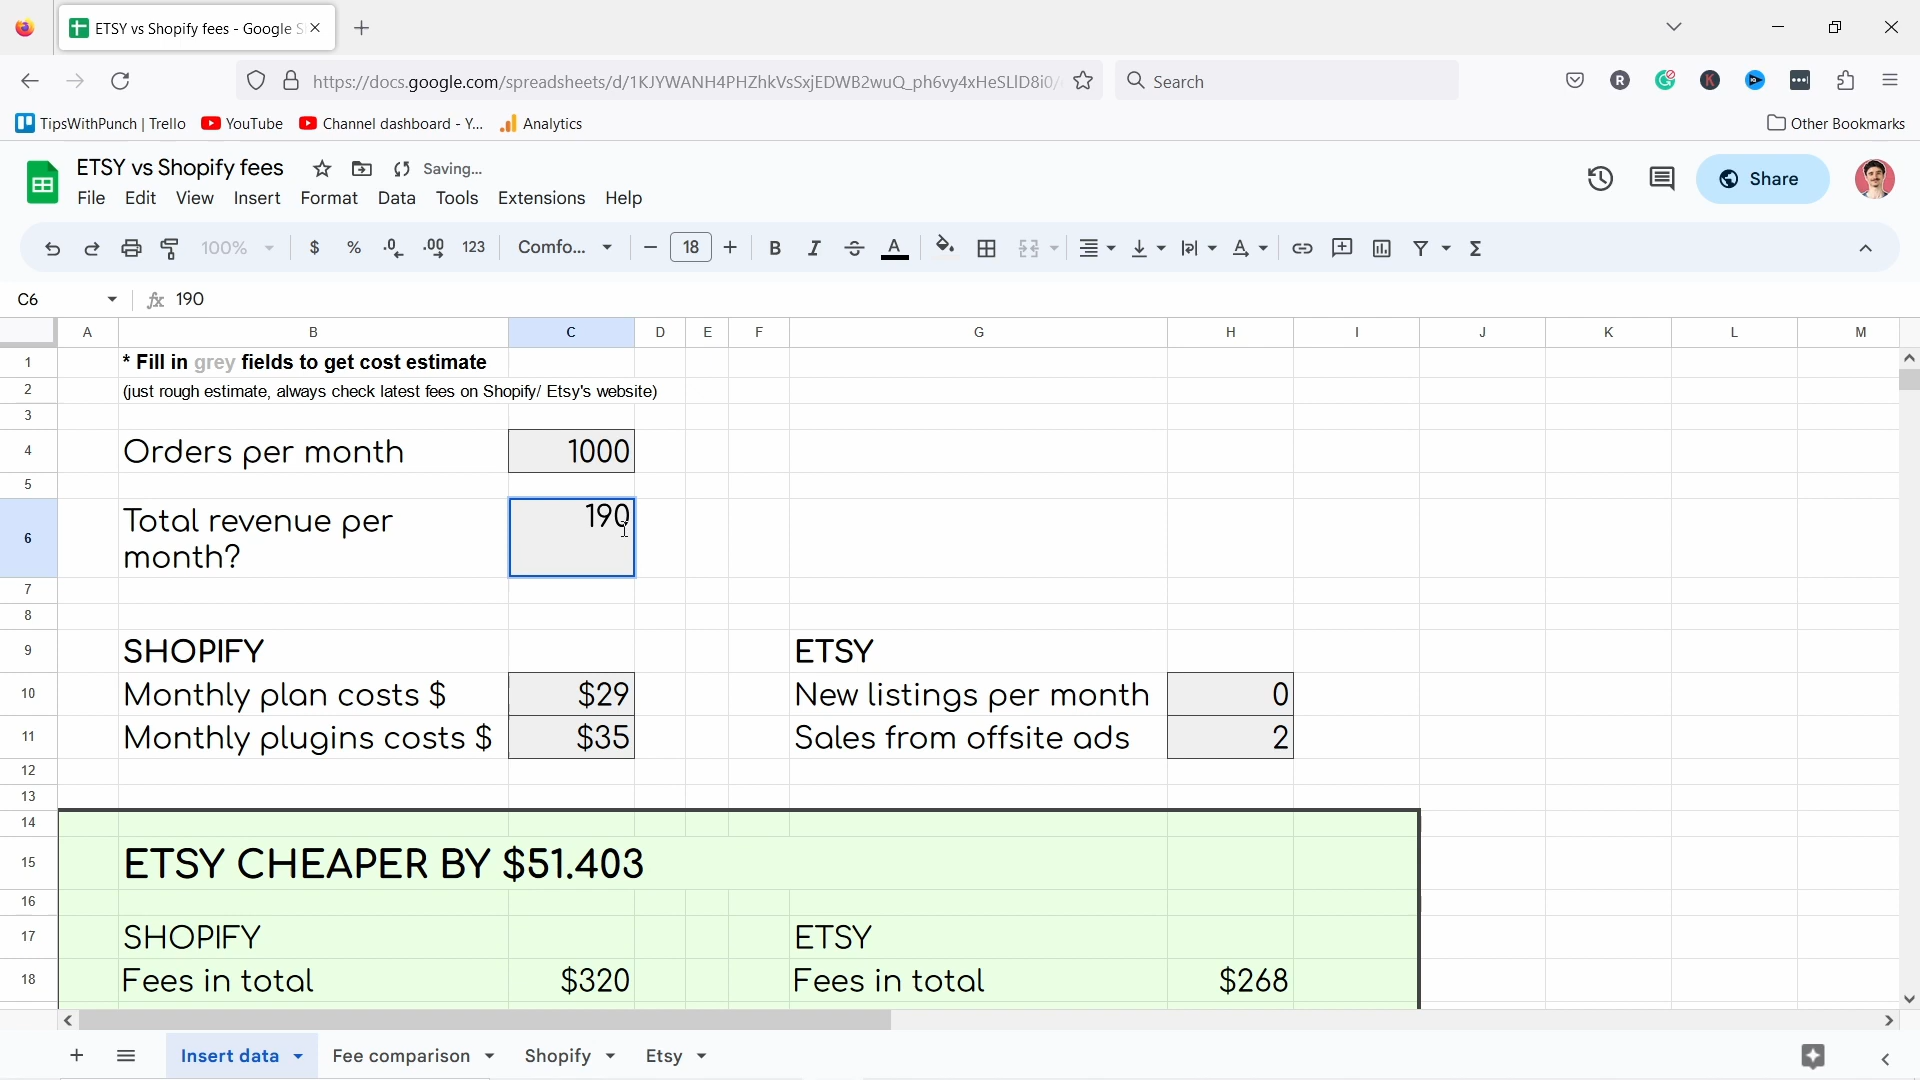 ETSY vs Shopify fees - Google S
https://docs.google.com/spreadsheets/d/1KJYWANH4PHZhkVsSxjEDWB2wuQ_ph6vy4xHeSLlD8i0/
Search
TipsWithPunch | Trello
YouTube
Channel dashboard - Y...
Analytics
Other Bookmarks
ETSY vs Shopify fees
Saving...
File Edit View Insert Format Data Tools Extensions Help
Share
100%
$ % .0 .00 123
Comfo...
18
B I A
C6
fx 190
A B C D E F G H I J K L M
1 * Fill in grey fields to get cost estimate
2 (just rough estimate, always check latest fees on Shopify/ Etsy's website)
3
4 Orders per month 1000
5
6 Total revenue per month? 190
7
8
9 SHOPIFY ETSY
10 Monthly plan costs $ $29 New listings per month 0
11 Monthly plugins costs $ $35 Sales from offsite ads 2
12
13
14
15 ETSY CHEAPER BY $51.403
16
17 SHOPIFY ETSY
18 Fees in total $320 Fees in total $268
Insert data Fee comparison Shopify Etsy